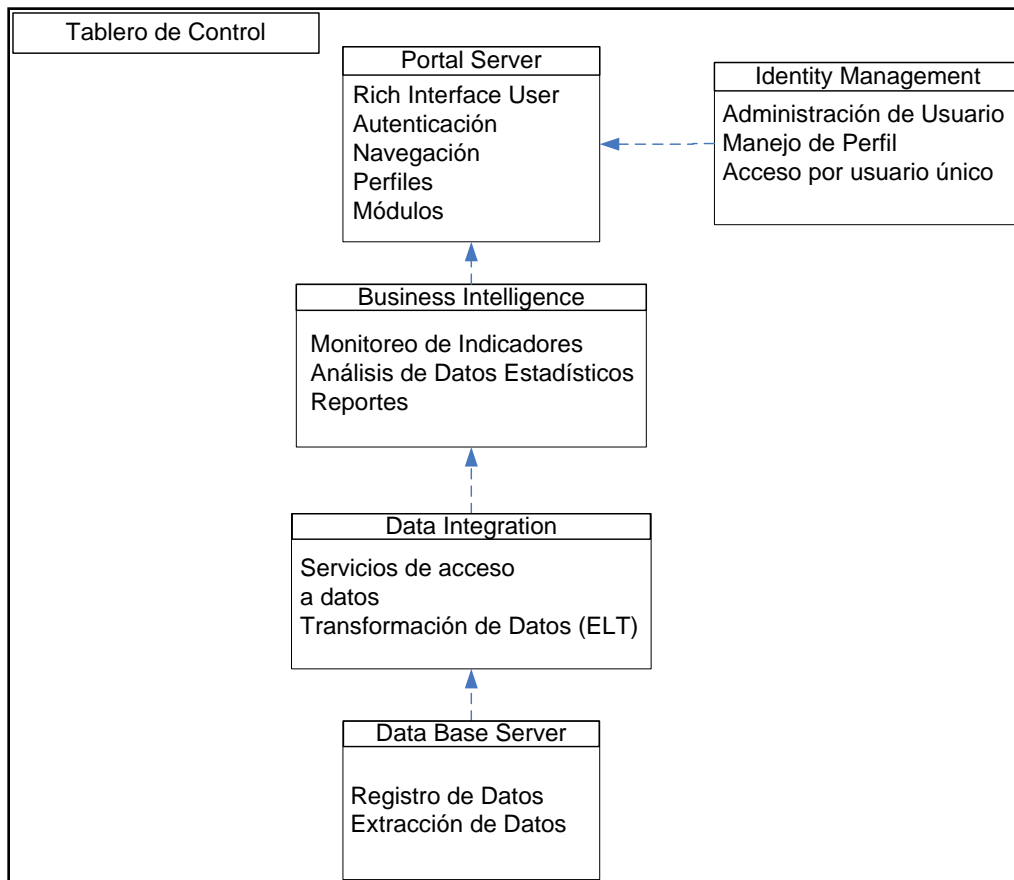 Tablero de Control
Portal Server
Rich Interface User
Autenticación
Navegación
Perfiles
Módulos
Identity Management
Administración de Usuario
Manejo de Perfil
Acceso por usuario único
Business Intelligence
Monitoreo de Indicadores
Análisis de Datos Estadísticos
Reportes
Data Integration
Servicios de acceso
a datos
Transformación de Datos (ELT)
Data Base Server
Registro de Datos
Extracción de Datos